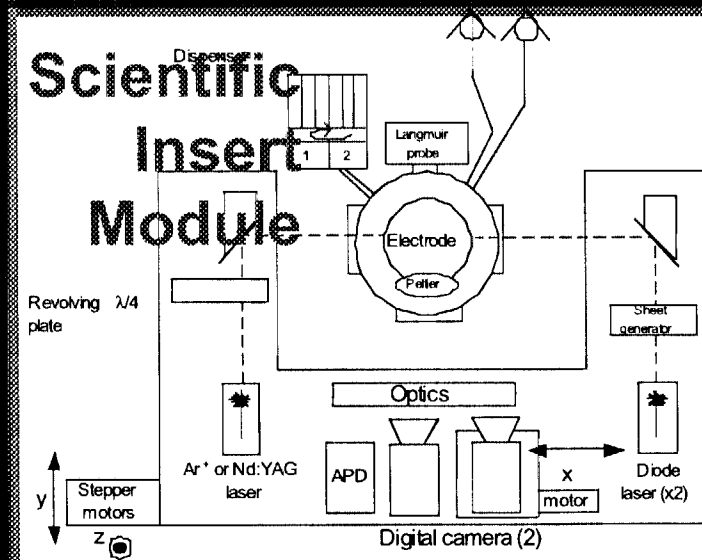 Scientific
Insert
Module
Dispenser
1 2
Langmuir
probe
Electrode
Peltier
Revolving λ/4
plate
Sheet
generator
Optics
Ar+ or Nd:YAG
laser
APD
x
motor
Diode
laser (x2)
y
Stepper
motors
z
Digital camera (2)